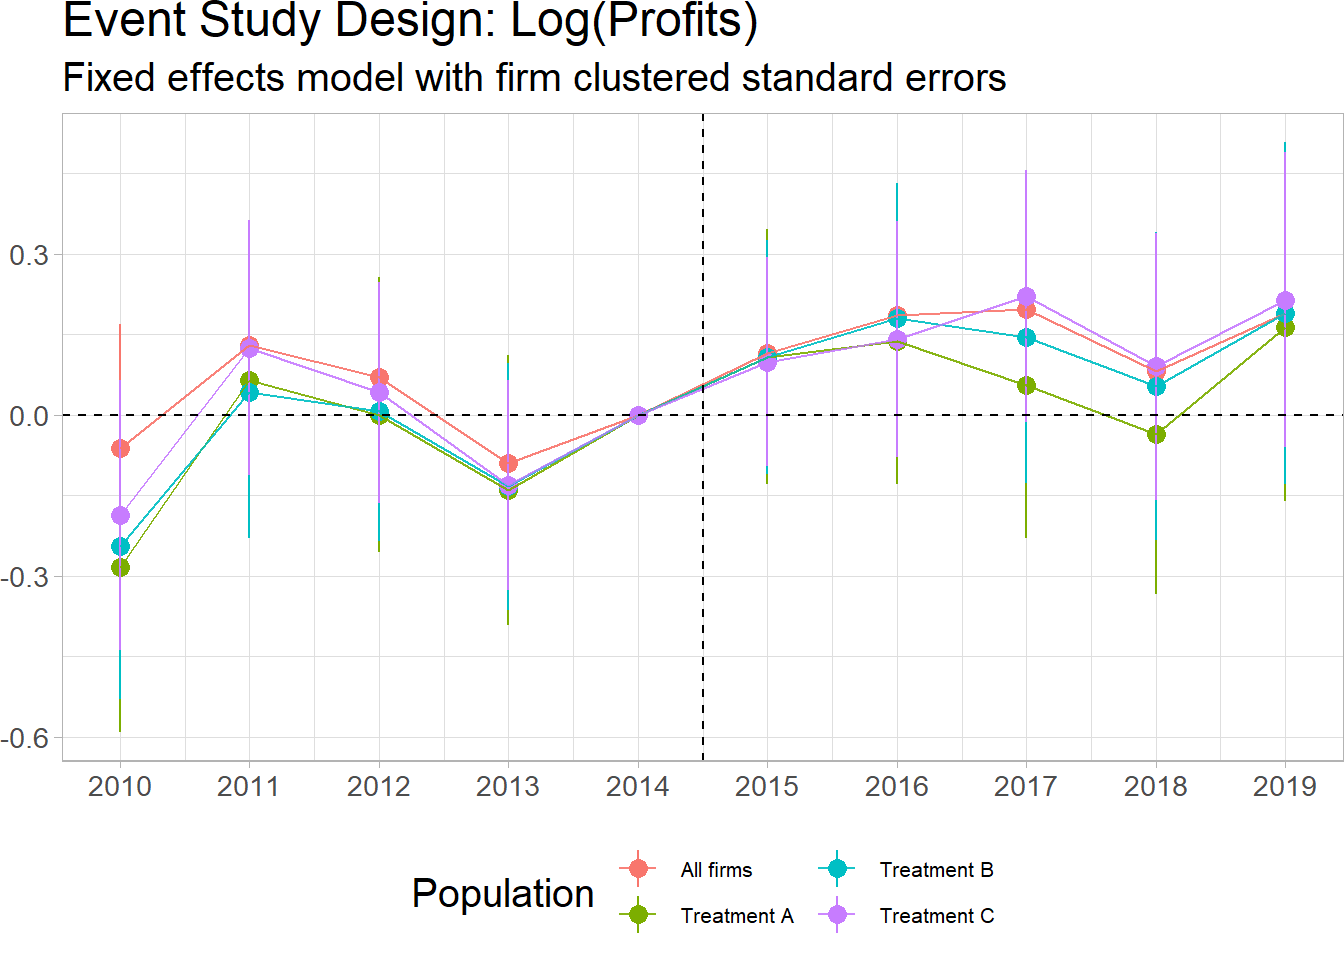 Event Study Design: Log(Profits)
Fixed effects model with firm clustered standard errors
0.3
0.0
-0.3
-0.6
2010 2011 2012 2013 2014 2015 2016 2017 2018 2019
Population
All firms
Treatment A
Treatment B
Treatment C